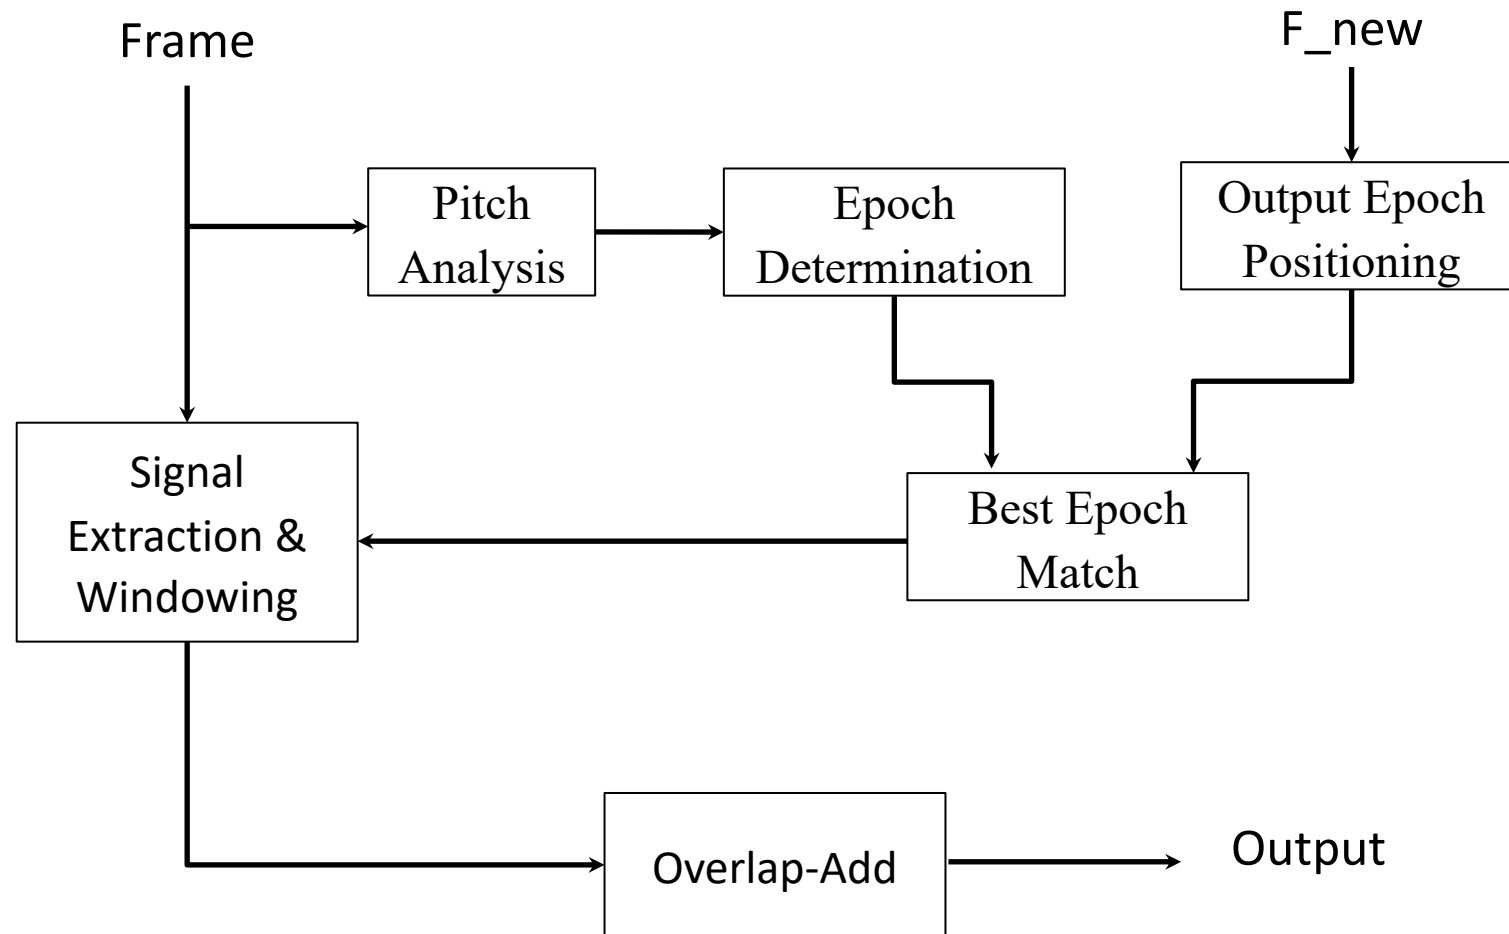 Frame
F_new
Pitch
Analysis
Epoch
Determination
Output Epoch
Positioning
Signal
Extraction &
Windowing
Best Epoch
Match
Overlap-Add
Output